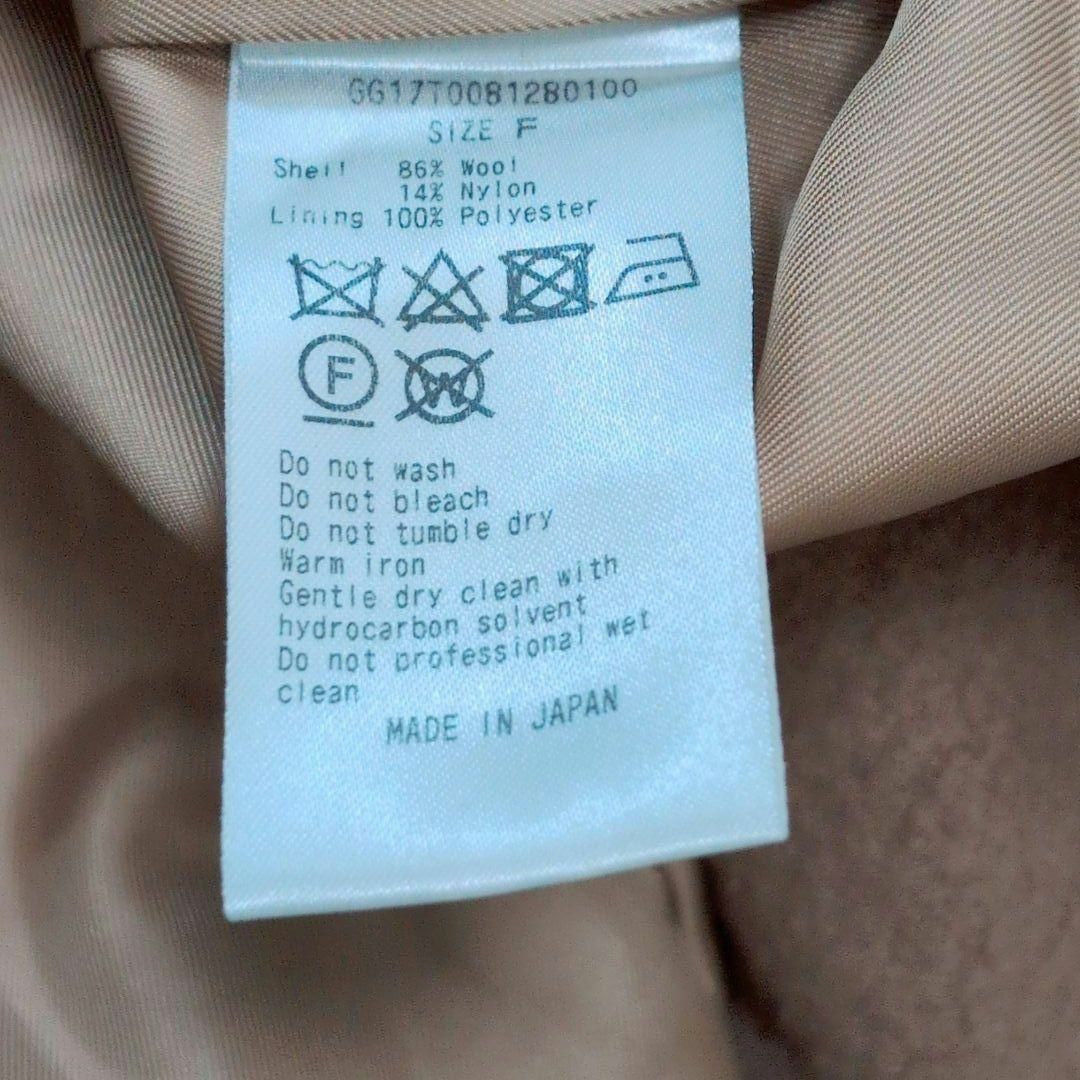 GG17T0081280100
SIZE F
Shell 86% Wool
14% Nylon
Lining 100% Polyester
F W
Do not wash
Do not bleach
Do not tumble dry
Warm iron
Gentle dry clean with
hydrocarbon solvent
Do not professional wet
clean
MADE IN JAPAN